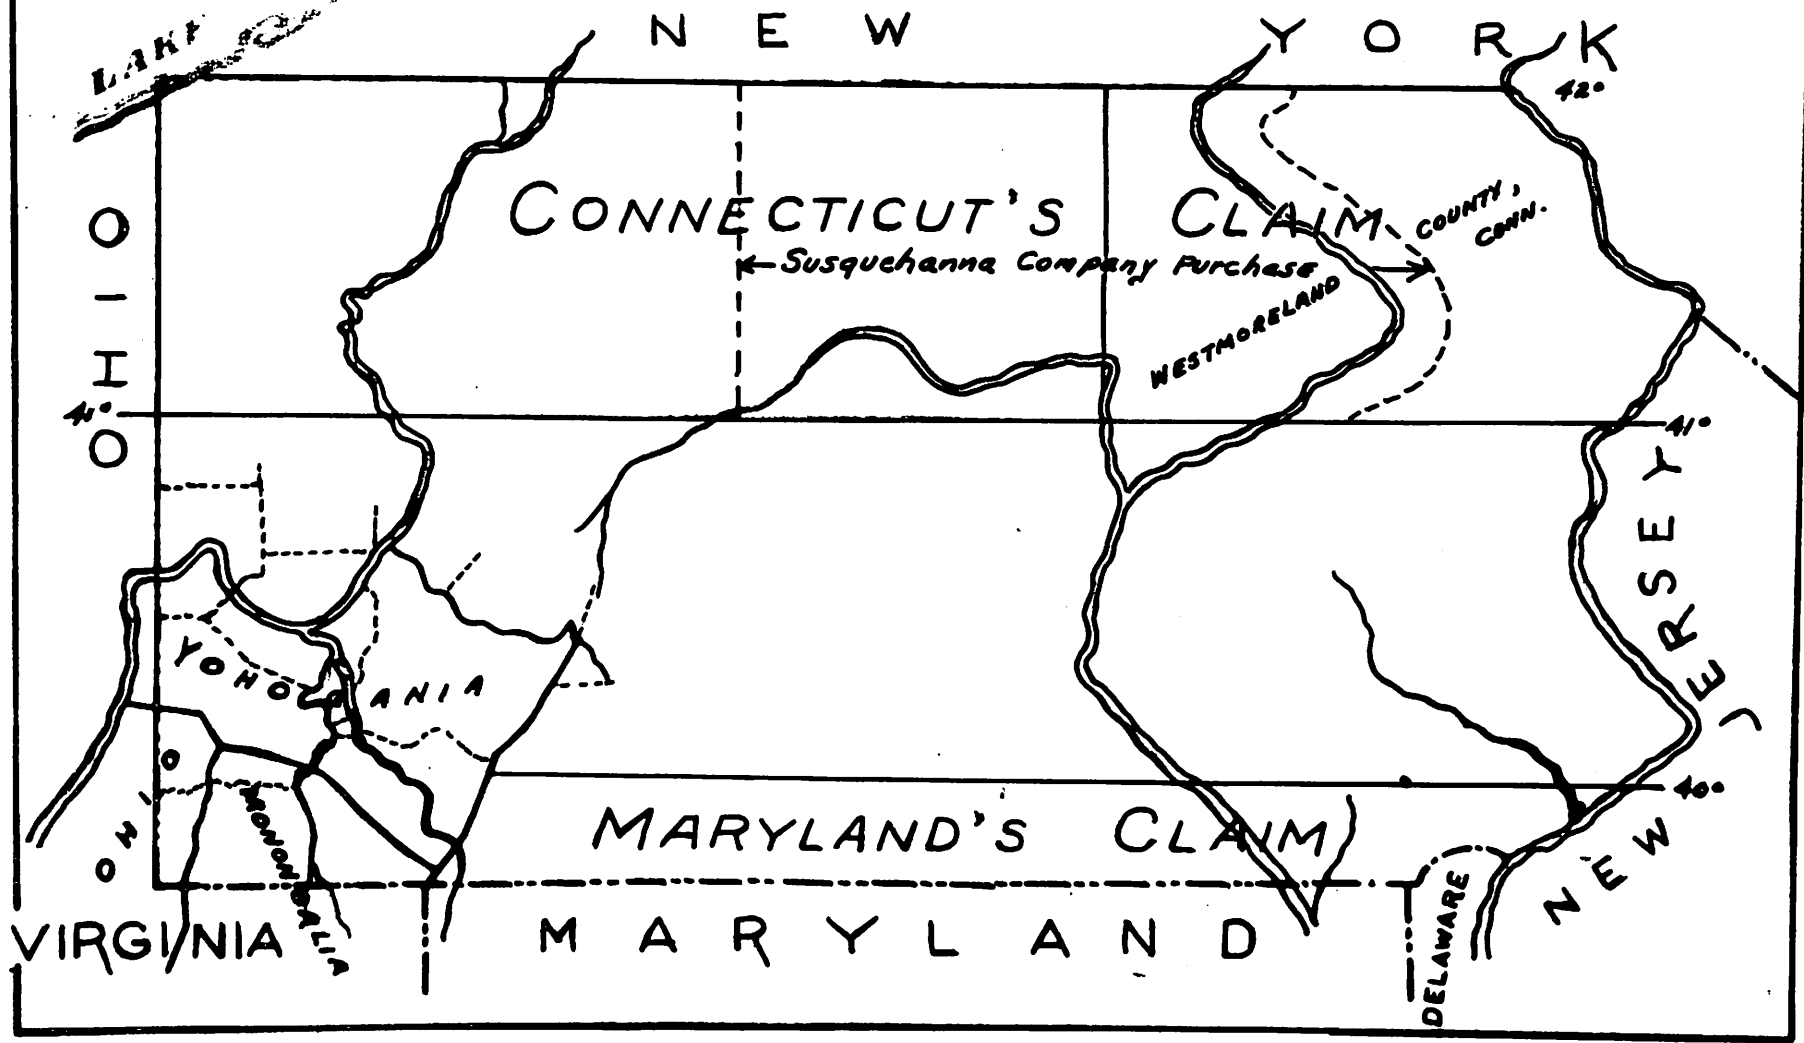 LAKE
NEW YORK
42°
OHIO
CONNECTICUT'S CLAIM
COUNTY,
CONN.
←Susquehanna Company Purchase→
WESTMORELAND
41°
41°
NEW JERSEY
YOHOGANIA
OHIO
MONONGALIA
40°
MARYLAND'S CLAIM
VIRGINIA
MARYLAND
DELAWARE